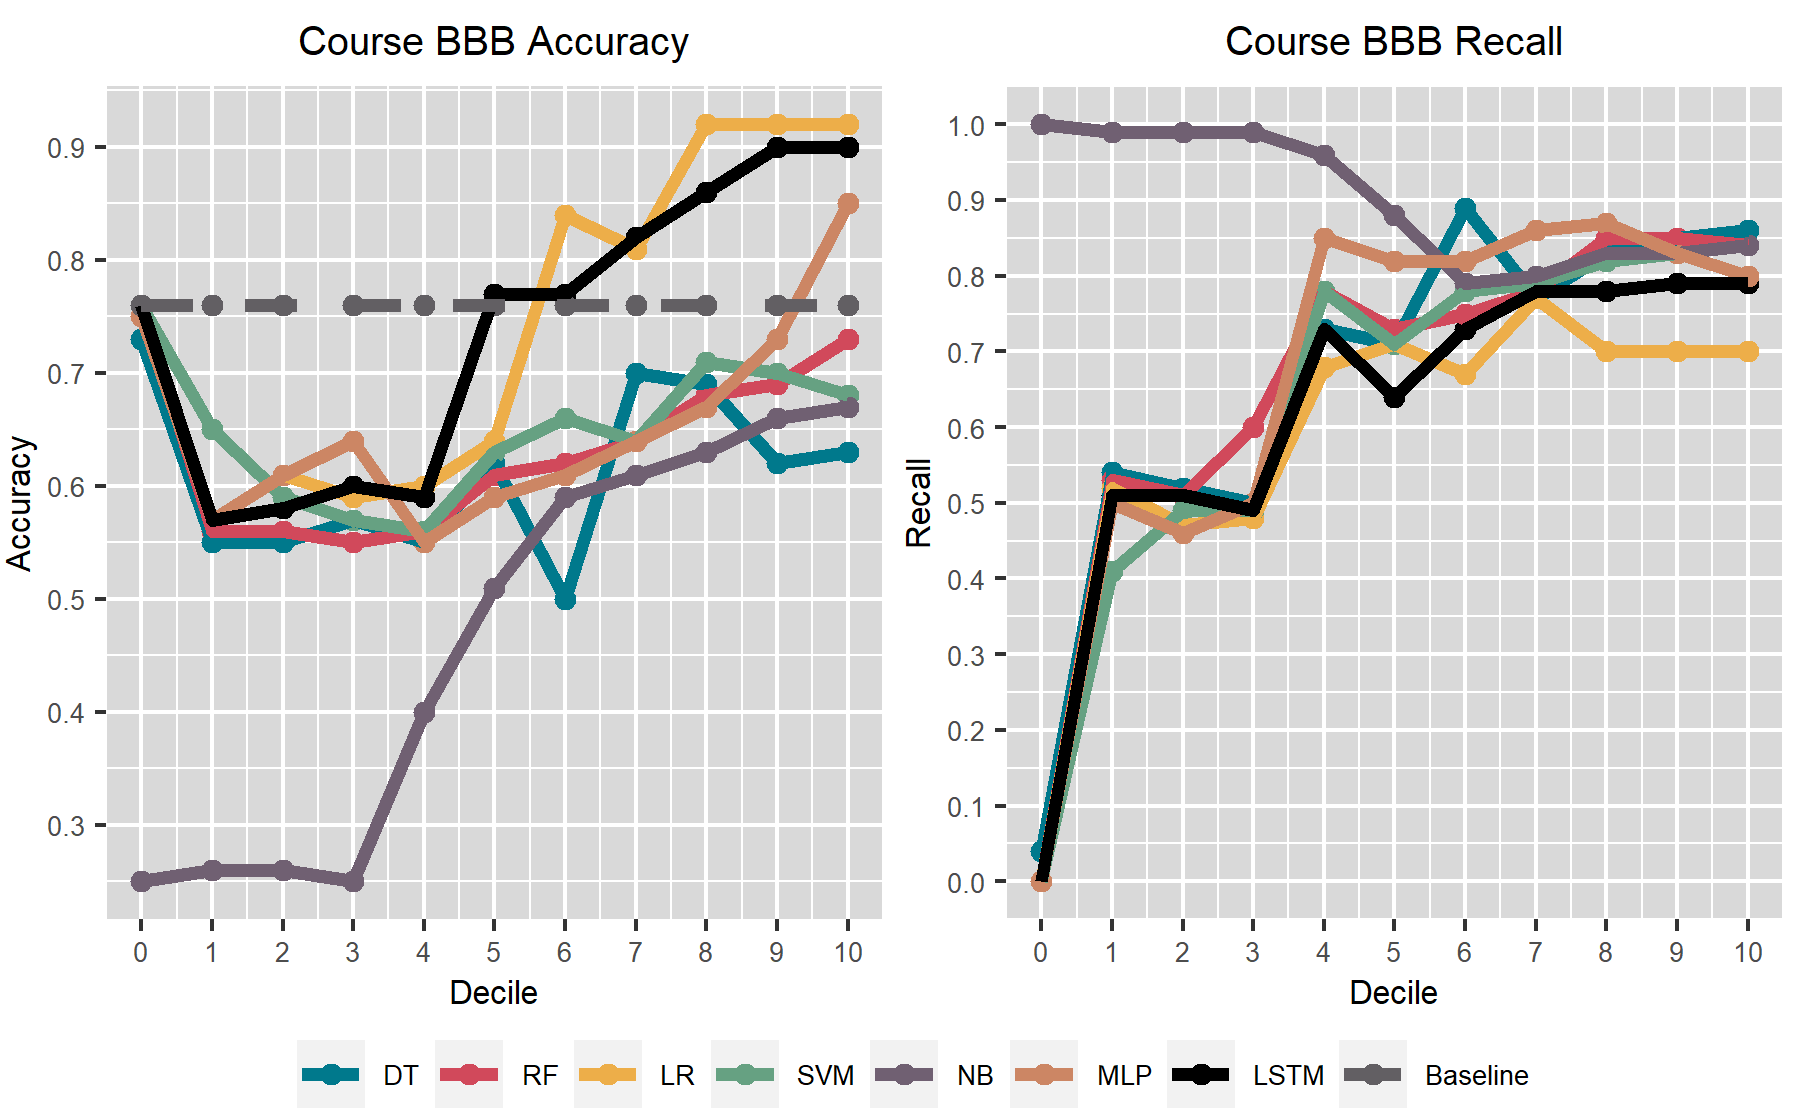 Course BBB Accuracy
Accuracy
0.9
0.8
0.7
0.6
0.5
0.4
0.3
0 1 2 3 4 5 6 7 8 9 10
Decile
Course BBB Recall
Recall
1.0
0.9
0.8
0.7
0.6
0.5
0.4
0.3
0.2
0.1
0.0
0 1 2 3 4 5 6 7 8 9 10
Decile
DT RF LR SVM NB MLP LSTM Baseline